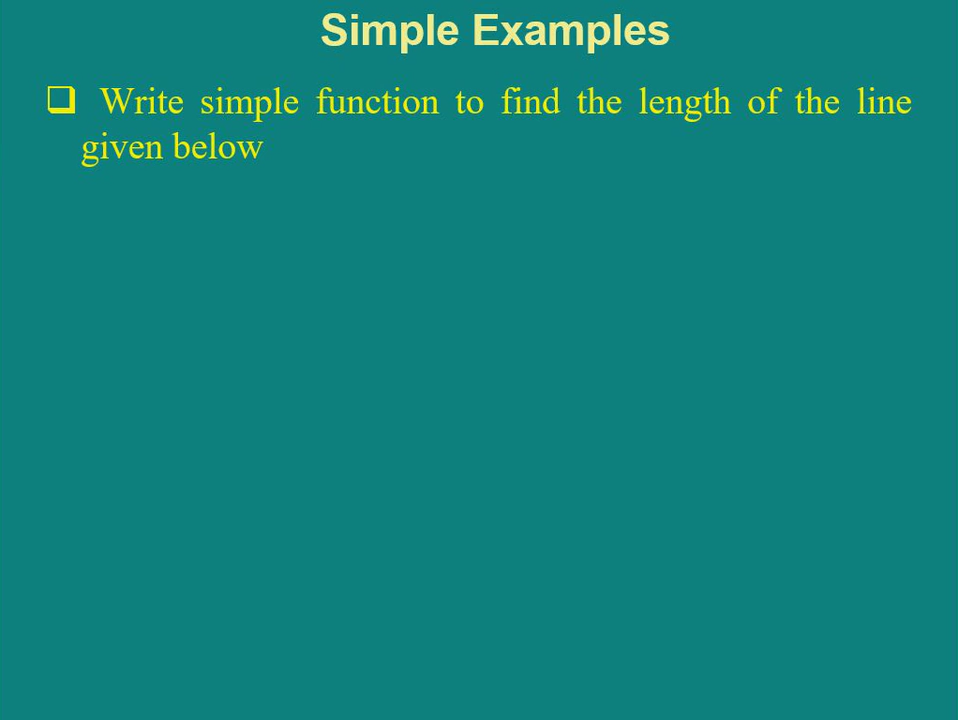 Simple Examples
❑ Write simple function to find the length of the line
given below